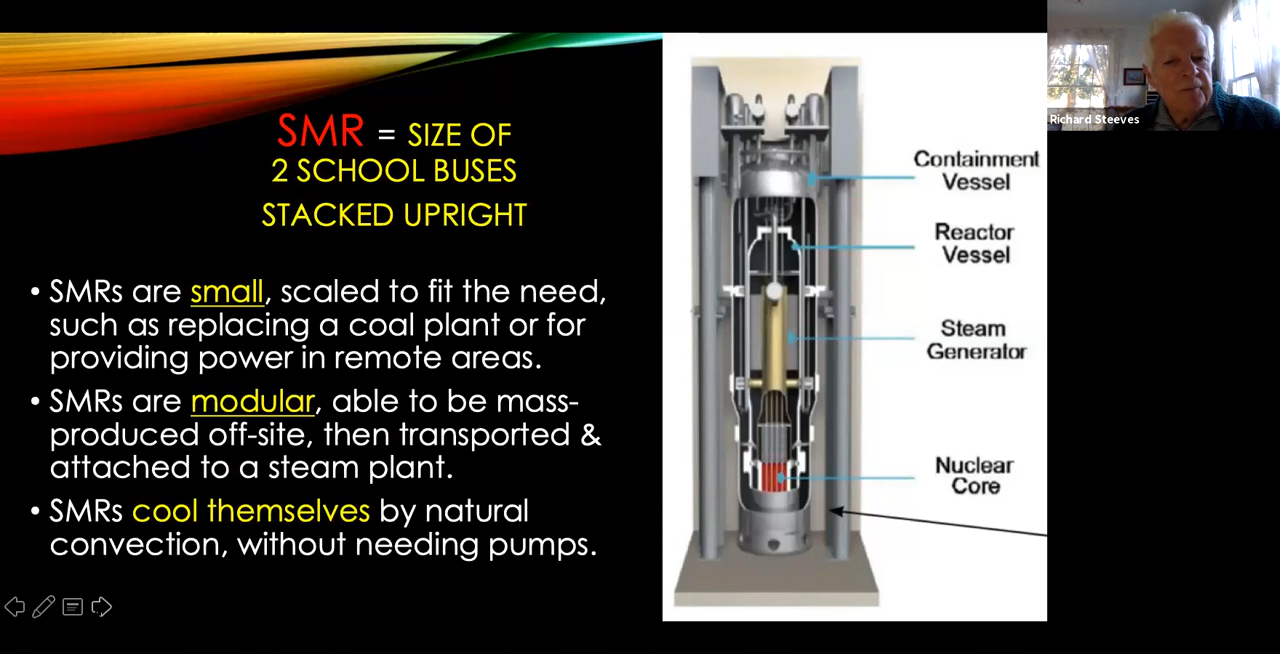 SMR = SIZE OF
2 SCHOOL BUSES
STACKED UPRIGHT
• SMRs are small, scaled to fit the need,
such as replacing a coal plant or for
providing power in remote areas.
• SMRs are modular, able to be mass-
produced off-site, then transported &
attached to a steam plant.
• SMRs cool themselves by natural
convection, without needing pumps.
Containment
Vessel
Reactor
Vessel
Steam
Generator
Nuclear
Core
Richard Steeves